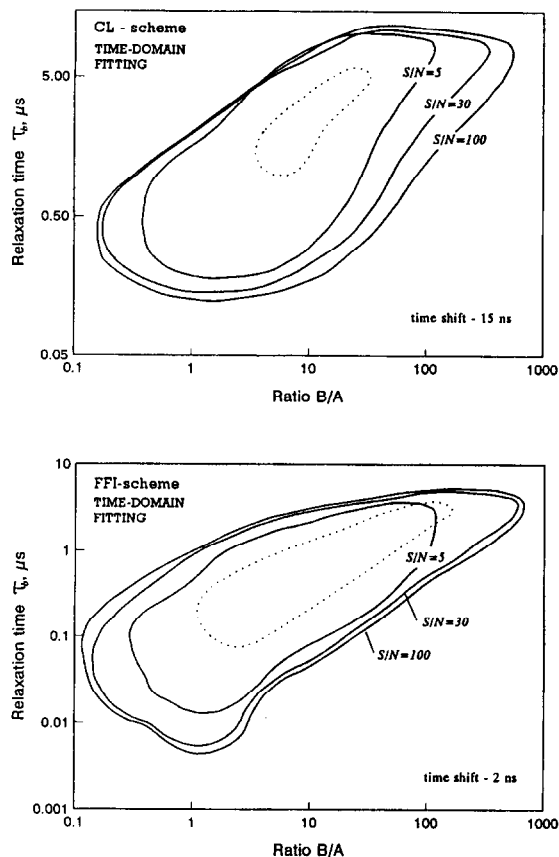 CL - scheme
TIME-DOMAIN
FITTING
5.00
0.50
0.05
Relaxation time τb, μs
S/N=5
S/N=30
S/N=100
time shift - 15 ns
0.1
1
10
100
1000
Ratio B/A
FFI-scheme
TIME-DOMAIN
FITTING
10
1
0.1
0.01
0.001
Relaxation time τb, μs
S/N=5
S/N=30
S/N=100
time shift - 2 ns
0.1
1
10
100
1000
Ratio B/A